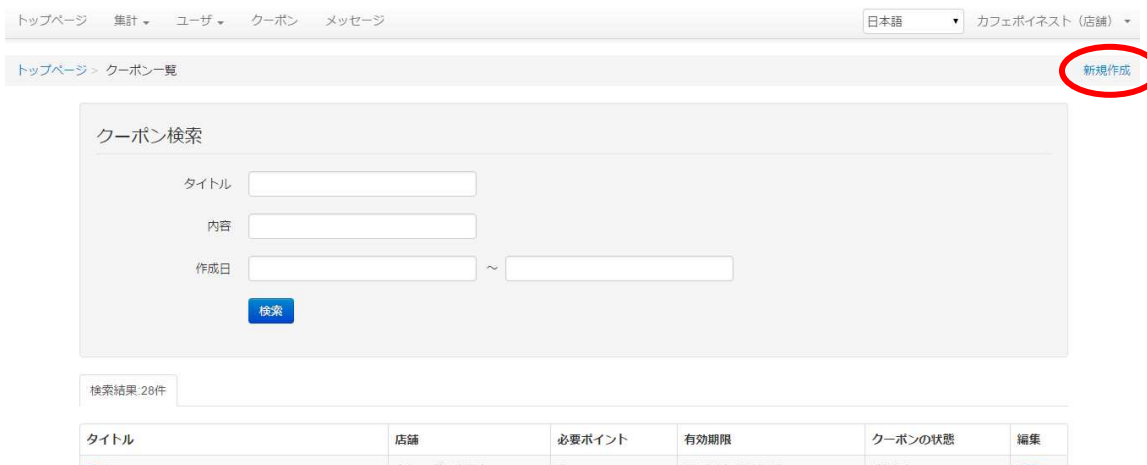 トップページ 集計 ユーザ クーポン メッセージ 日本語 カフェポイネスト（店舗）
トップページ > クーポン一覧 新規作成
クーポン検索
タイトル
内容
作成日 ～
検索
検索結果:28件
タイトル 店舗 必要ポイント 有効期限 クーポンの状態 編集